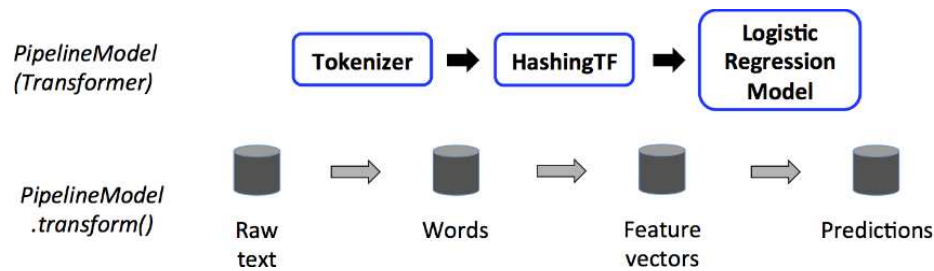 PipelineModel
(Transformer)
Tokenizer
HashingTF
Logistic
Regression
Model
PipelineModel
.transform()
Raw
text
Words
Feature
vectors
Predictions